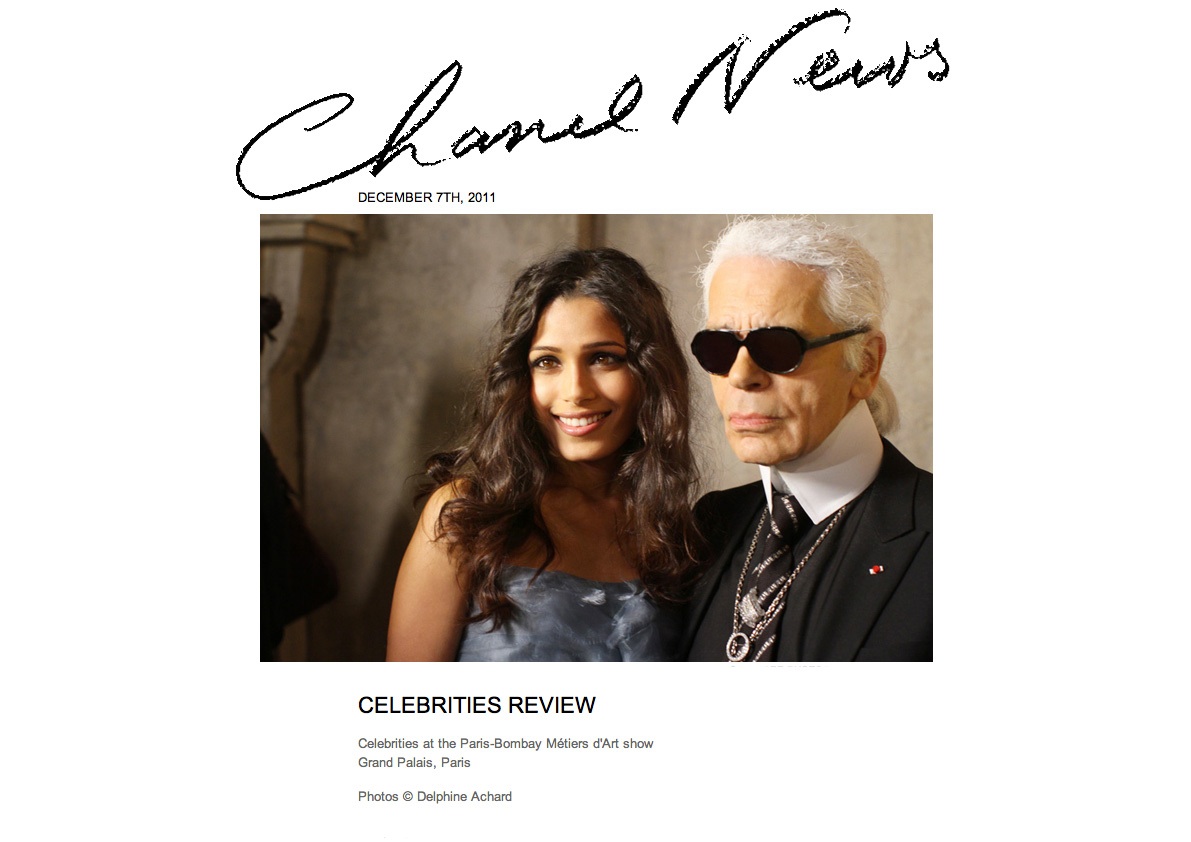 Chanel News
DECEMBER 7TH, 2011
CELEBRITIES REVIEW
Celebrities at the Paris-Bombay Métiers d'Art show
Grand Palais, Paris
Photos © Delphine Achard